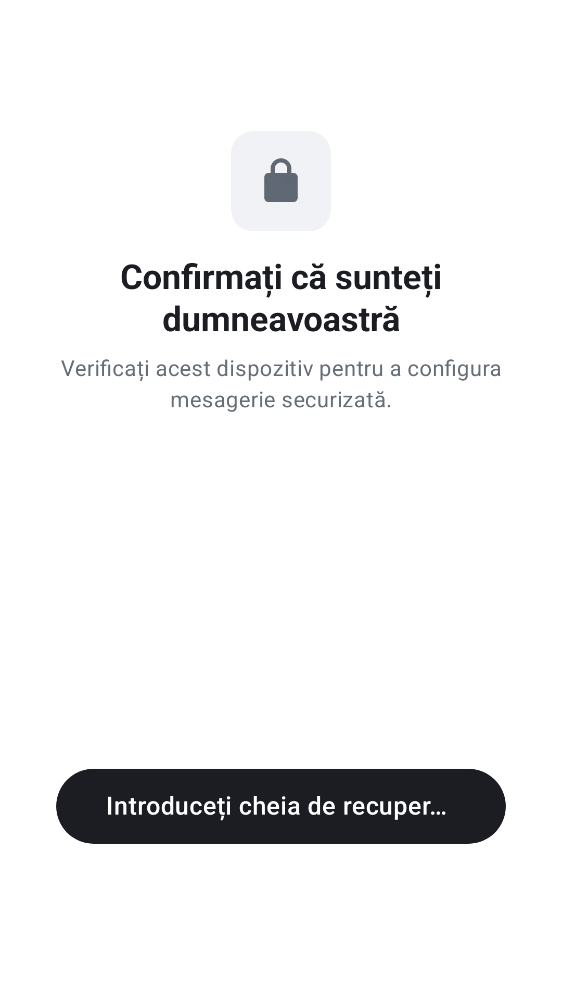 Confirmați că sunteți
dumneavoastră
Verificați acest dispozitiv pentru a configura
mesagerie securizată.
Introduceți cheia de recuper…